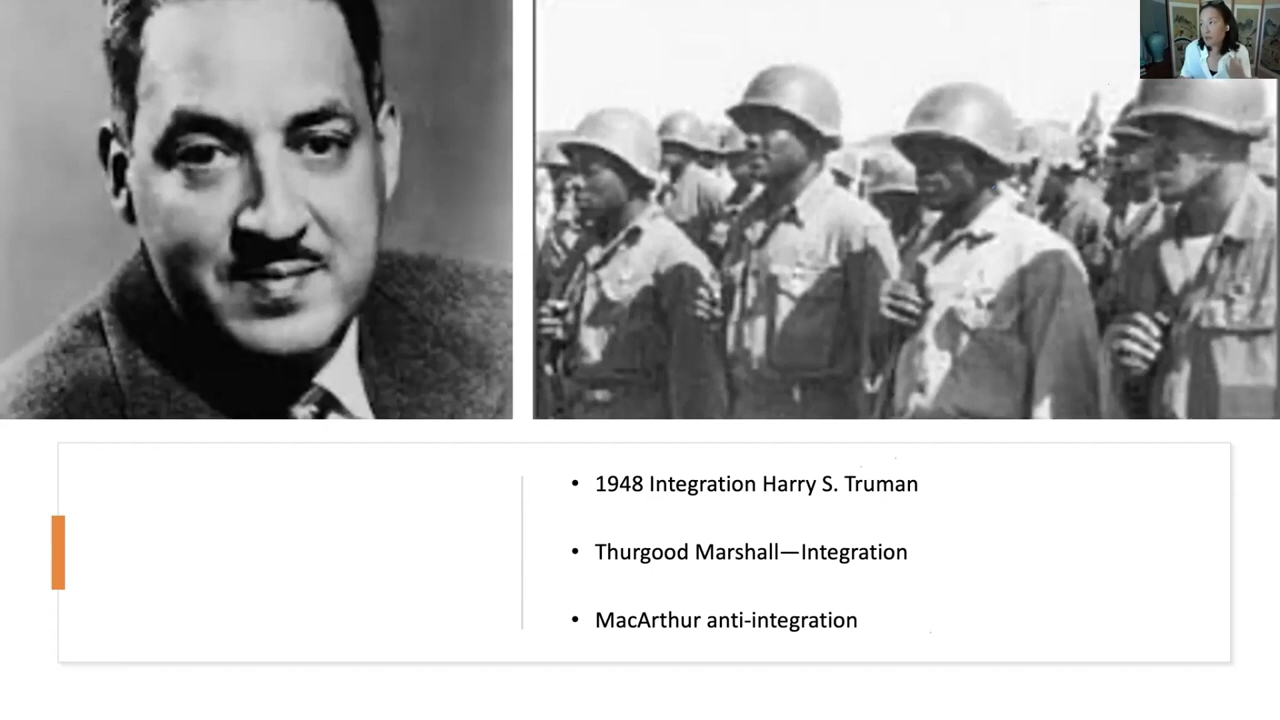 • 1948 Integration Harry S. Truman
• Thurgood Marshall—Integration
• MacArthur anti-integration